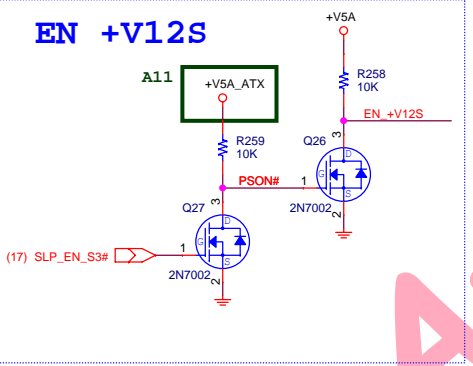 EN +V12S
+V5A
A11
+V5A_ATX
R258
10K
EN_+V12S
R259
10K
Q26
3
D
PSON#
1
G
S
Q27
3
2N7002
2
D
(17) SLP_EN_S3#
1
G
S
2N7002
2